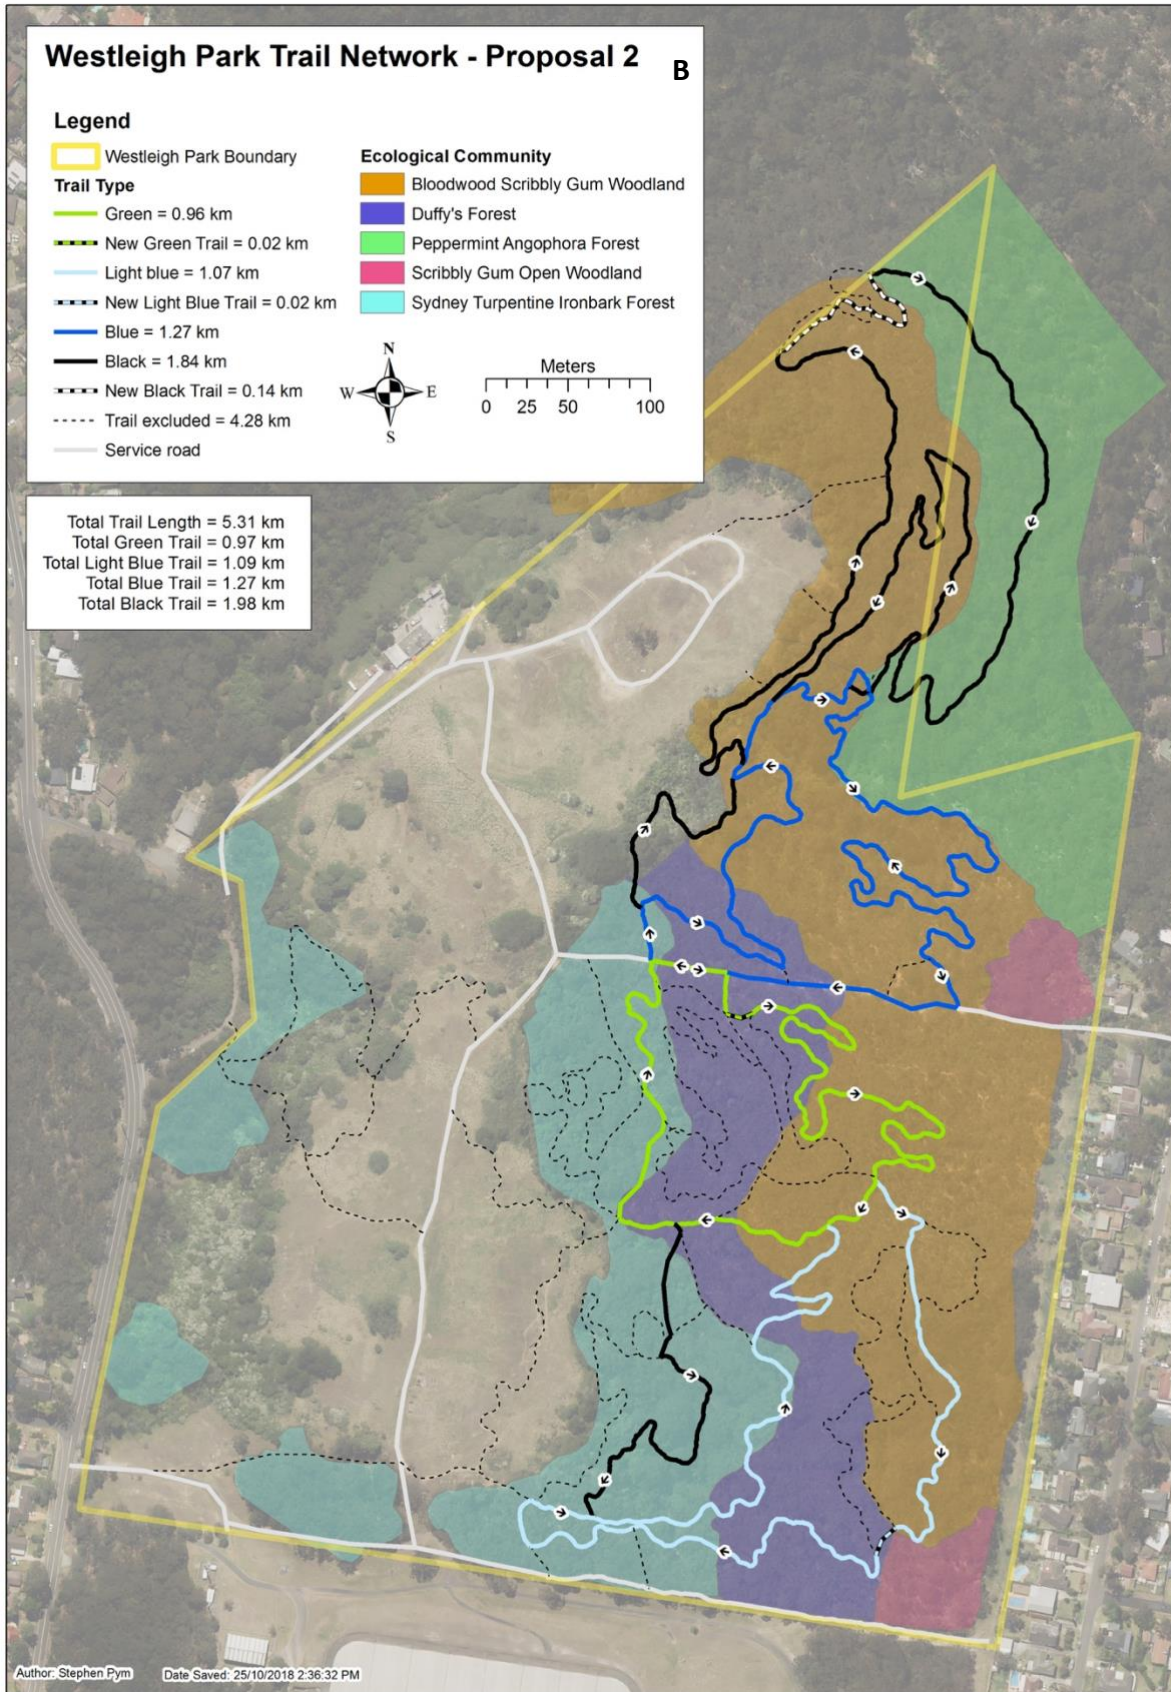 Westleigh Park Trail Network - Proposal 2
B
Legend
Westleigh Park Boundary
Trail Type
Green = 0.96 km
New Green Trail = 0.02 km
Light blue = 1.07 km
New Light Blue Trail = 0.02 km
Blue = 1.27 km
Black = 1.84 km
New Black Trail = 0.14 km
Trail excluded = 4.28 km
Service road
Ecological Community
Bloodwood Scribbly Gum Woodland
Duffy's Forest
Peppermint Angophora Forest
Scribbly Gum Open Woodland
Sydney Turpentine Ironbark Forest
N
W E
S
Meters
0 25 50 100
Total Trail Length = 5.31 km
Total Green Trail = 0.97 km
Total Light Blue Trail = 1.09 km
Total Blue Trail = 1.27 km
Total Black Trail = 1.98 km
Author: Stephen Pym Date Saved: 25/10/2018 2:36:32 PM